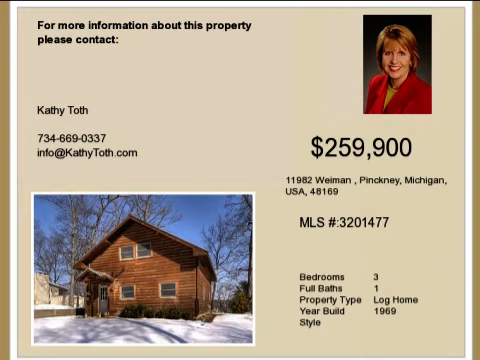 For more information about this property
please contact:
Kathy Toth
734-669-0337
info@KathyToth.com
$259,900
11982 Weiman , Pinckney, Michigan,
USA, 48169
MLS #:3201477
Bedrooms 3
Full Baths 1
Property Type Log Home
Year Build 1969
Style